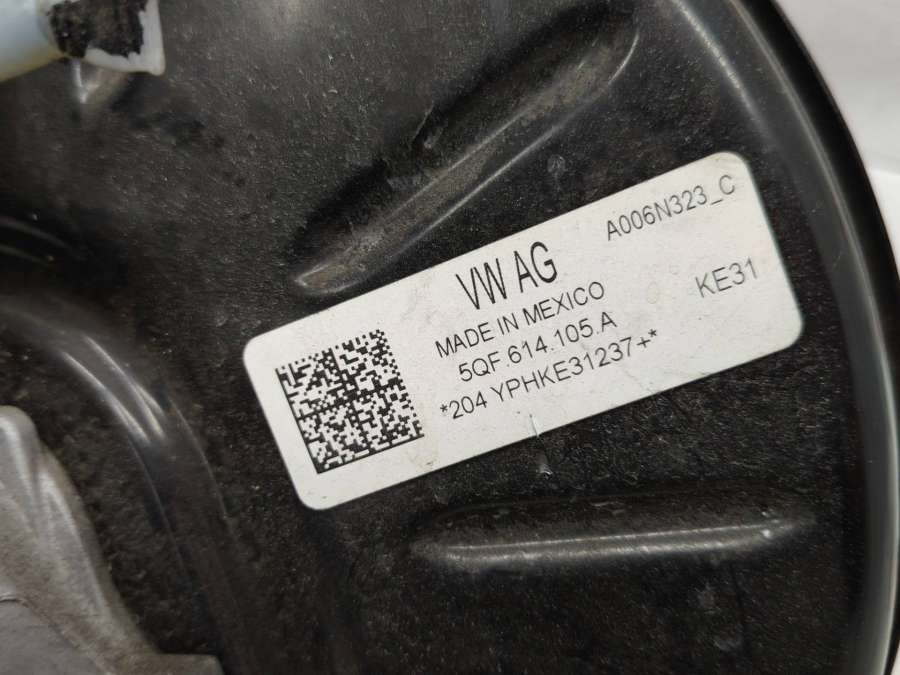 A006N323_C
VW AG
KE31
MADE IN MEXICO
5QF.614.105.A
*204 YPHKE31237+*